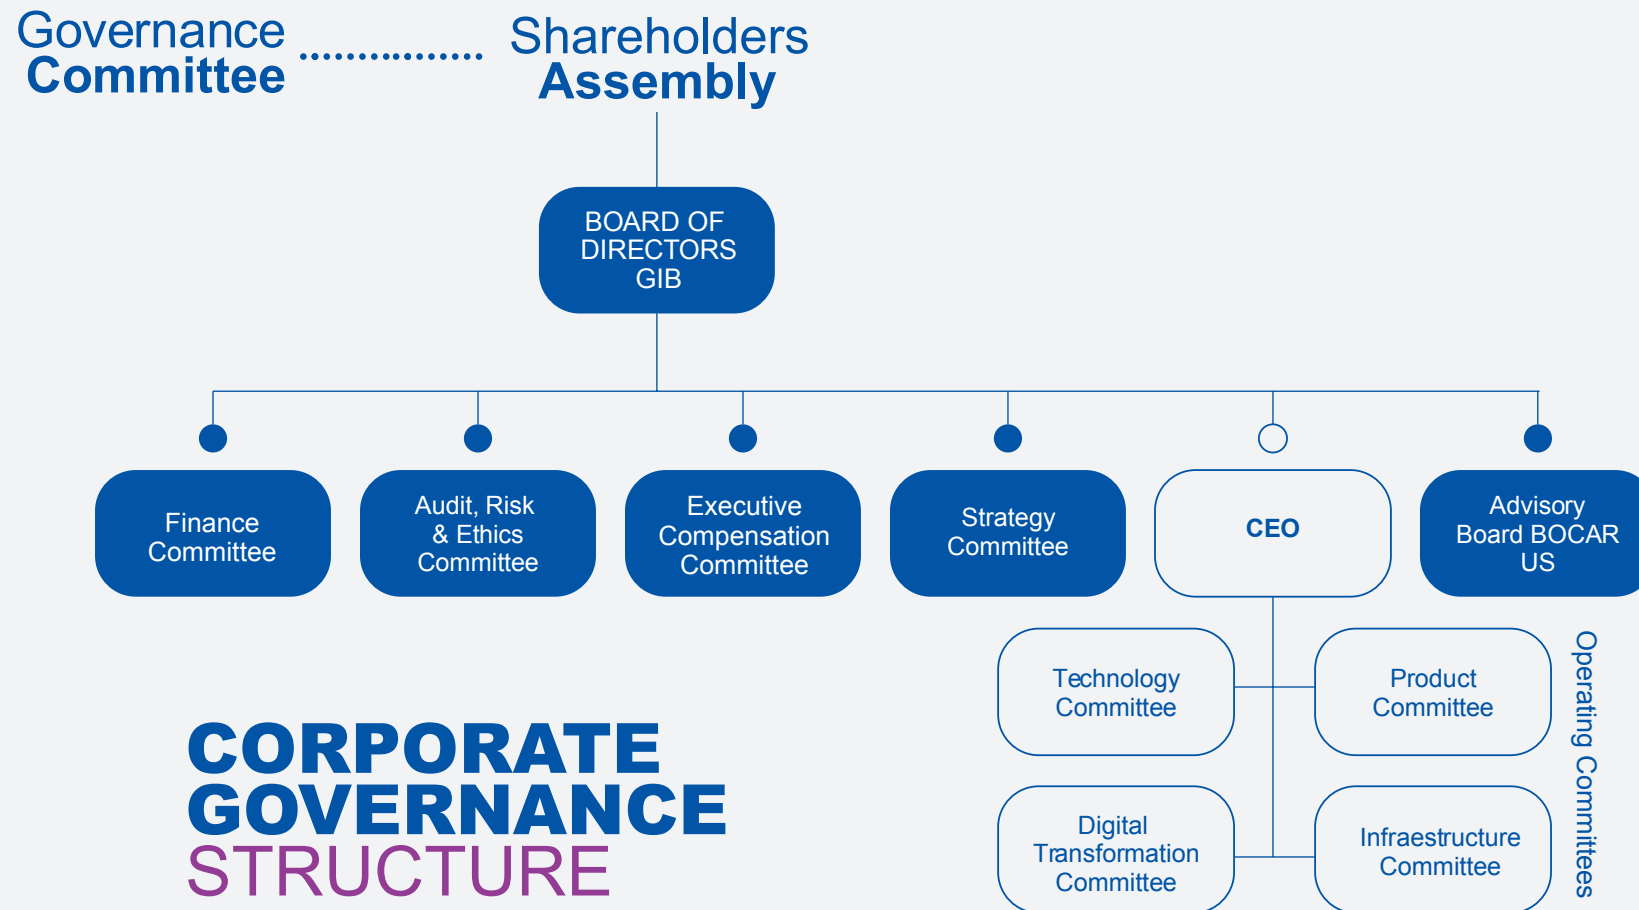 Governance
Committee
Shareholders
Assembly
BOARD OF
DIRECTORS
GIB
Finance
Committee
Audit, Risk
& Ethics
Committee
Executive
Compensation
Committee
Strategy
Committee
CEO
Advisory
Board BOCAR
US
Technology
Committee
Product
Committee
Digital
Transformation
Committee
Infraestructure
Committee
Operating Committees
CORPORATE
GOVERNANCE
STRUCTURE